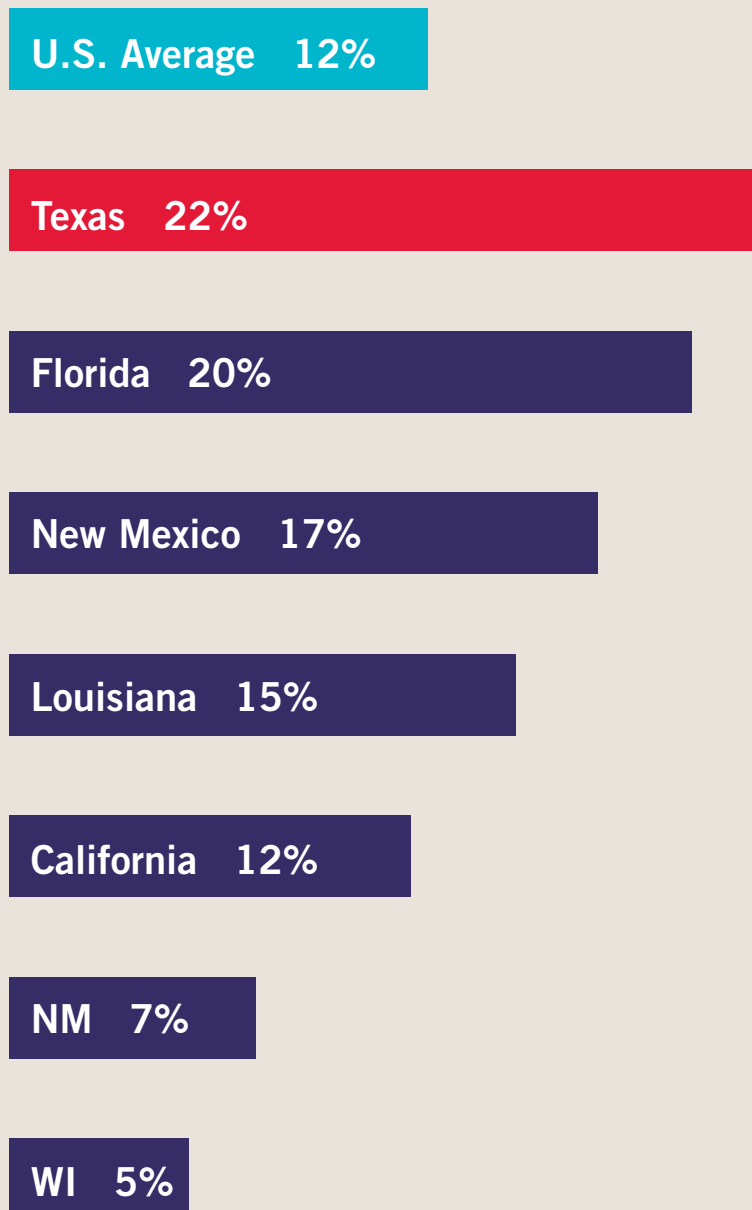 U.S. Average 12%
Texas 22%
Florida 20%
New Mexico 17%
Louisiana 15%
California 12%
NM 7%
WI 5%